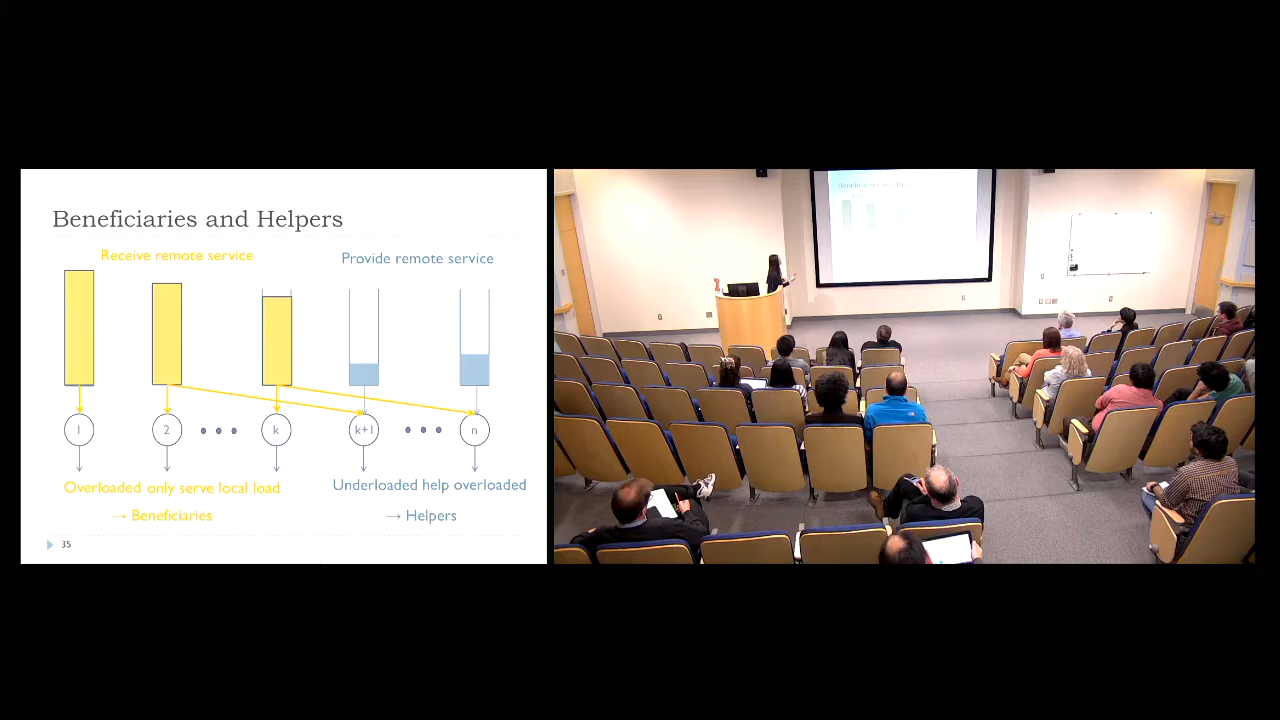 Beneficiaries and Helpers
Receive remote service
Provide remote service
1
2
k
k+1
n
Overloaded only serve local load
Underloaded help overloaded
→ Beneficiaries
→ Helpers
35